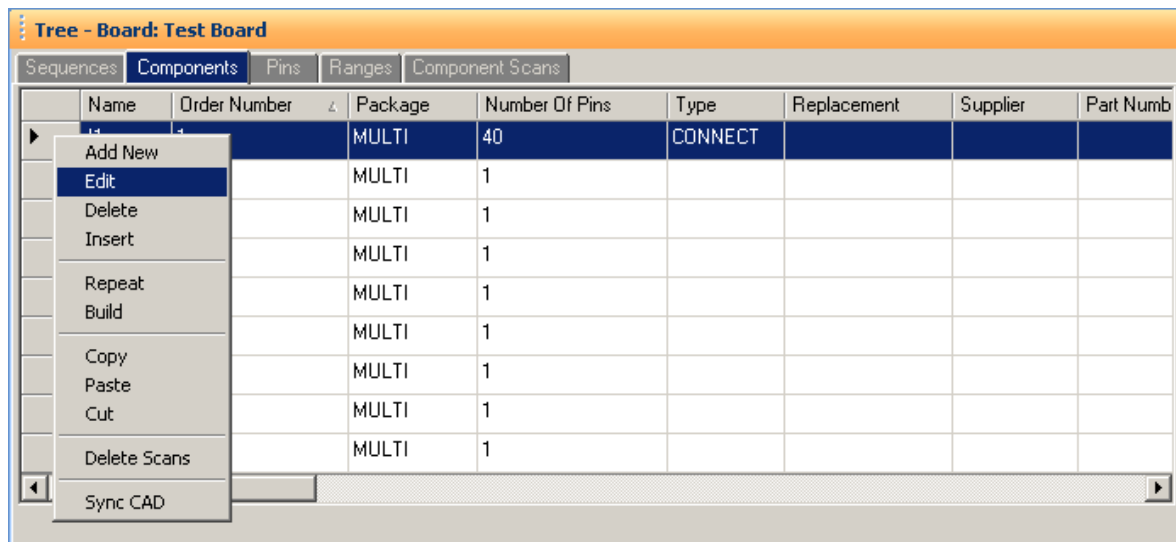 Tree - Board: Test Board
Sequences Components Pins Ranges Component Scans
Name Order Number Package Number Of Pins Type Replacement Supplier Part Numb
MULTI 40 CONNECT
Add New
Edit MULTI 1
Delete MULTI 1
Insert MULTI 1
Repeat MULTI 1
Build MULTI 1
Copy MULTI 1
Paste
Cut MULTI 1
Delete Scans MULTI 1
Sync CAD